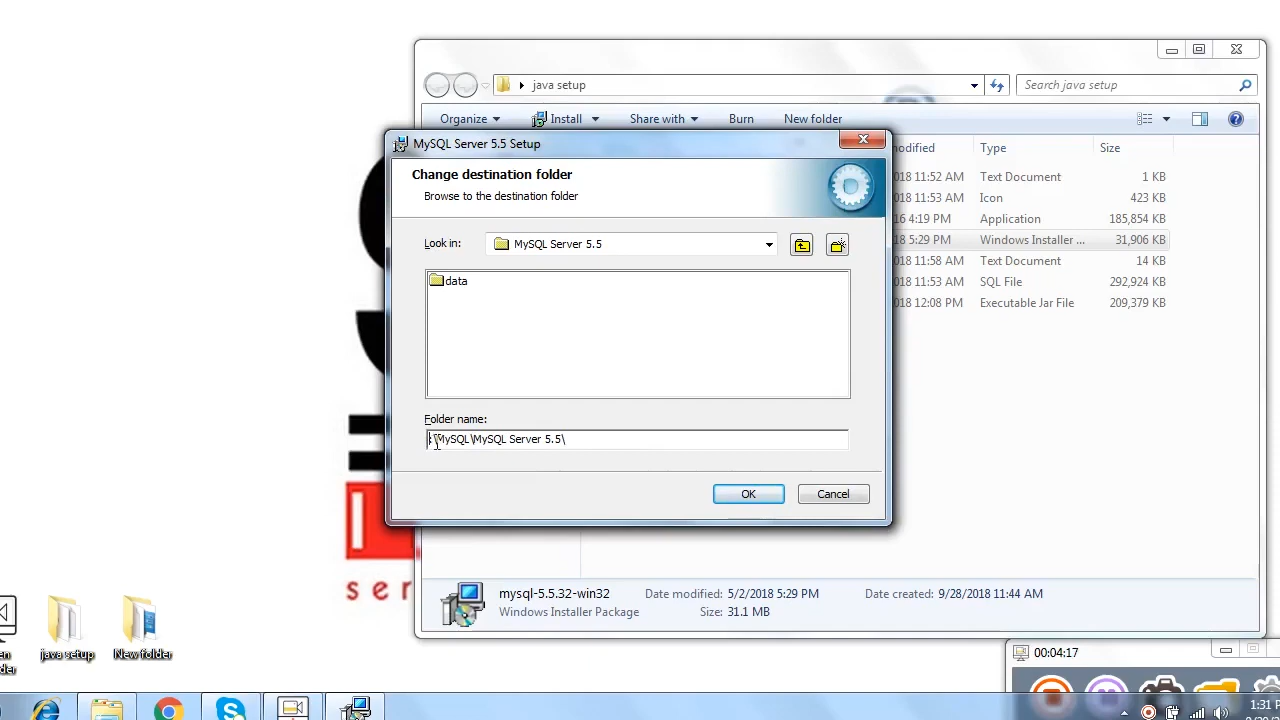 java setup
Search java setup
Organize
Install
Share with
Burn
New folder
MySQL Server 5.5 Setup
Change destination folder
Browse to the destination folder
Look in:
MySQL Server 5.5
data
Folder name:
:\MySQL\MySQL Server 5.5\
OK
Cancel
odified
Type
Size
018 11:52 AM
Text Document
1 KB
018 11:53 AM
Icon
423 KB
16 4:19 PM
Application
185,854 KB
18 5:29 PM
Windows Installer ...
31,906 KB
018 11:58 AM
Text Document
14 KB
018 11:53 AM
SQL File
292,924 KB
018 12:08 PM
Executable Jar File
209,379 KB
mysql-5.5.32-win32
Date modified: 5/2/2018 5:29 PM
Date created: 9/28/2018 11:44 AM
Windows Installer Package
Size: 31.1 MB
ser
en
der
java setup
New folder
00:04:17
1:31 P